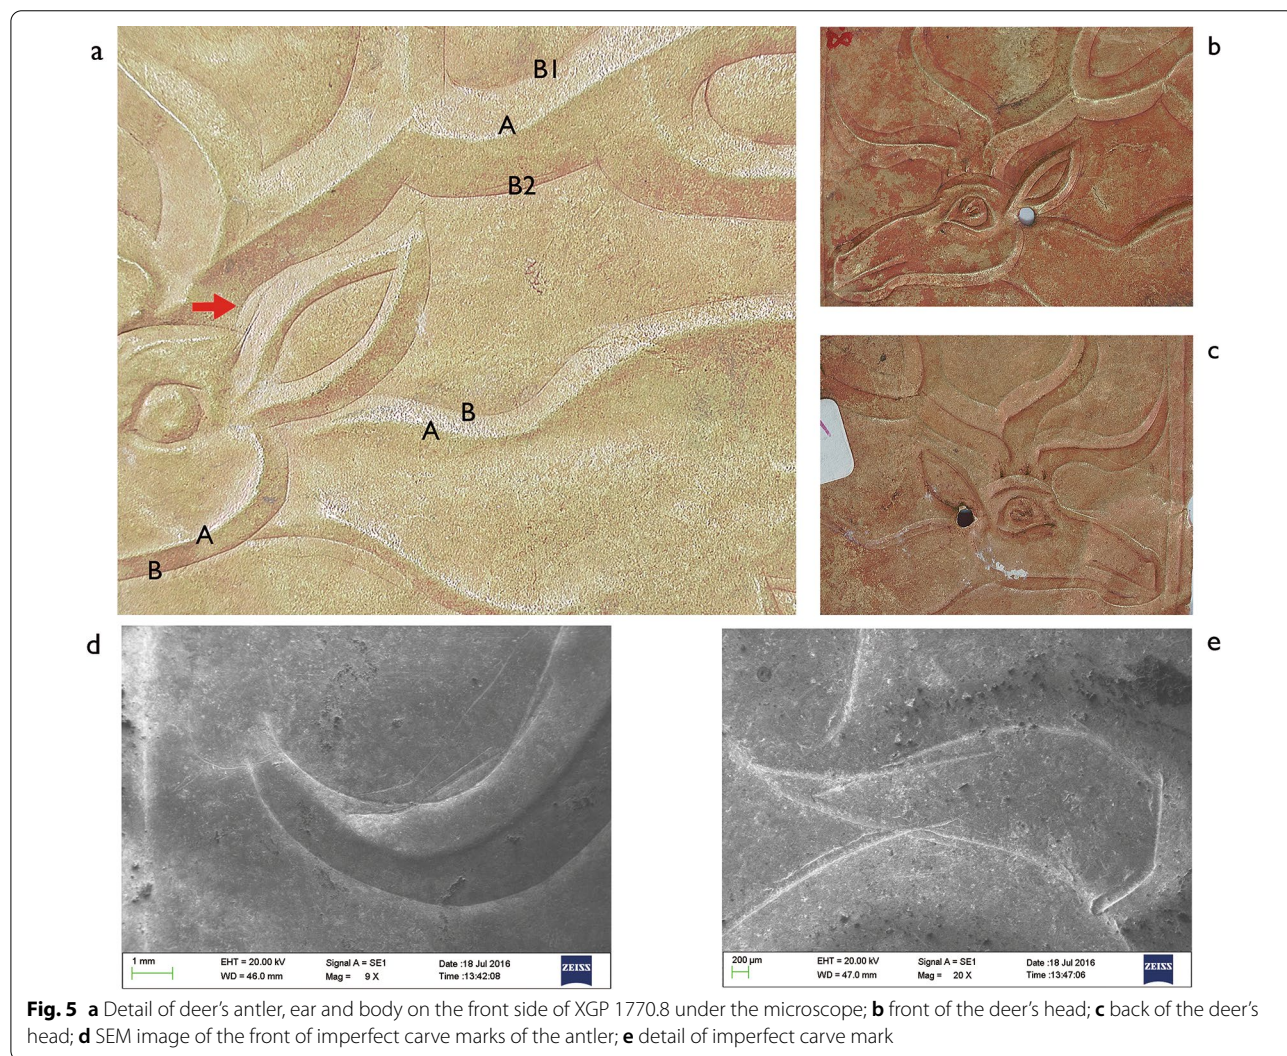 a
B1
A
B2
B
A
A
B
b
c
d
1 mm
EHT = 20.00 kV
WD = 46.0 mm
Signal A = SE1
Mag = 9 X
Date :18 Jul 2016
Time :13:42:08
ZEISS
e
200 µm
EHT = 20.00 kV
WD = 47.0 mm
Signal A = SE1
Mag = 20 X
Date :18 Jul 2016
Time :13:47:06
ZEISS
Fig. 5 a Detail of deer's antler, ear and body on the front side of XGP 1770.8 under the microscope; b front of the deer's head; c back of the deer's
head; d SEM image of the front of imperfect carve marks of the antler; e detail of imperfect carve mark